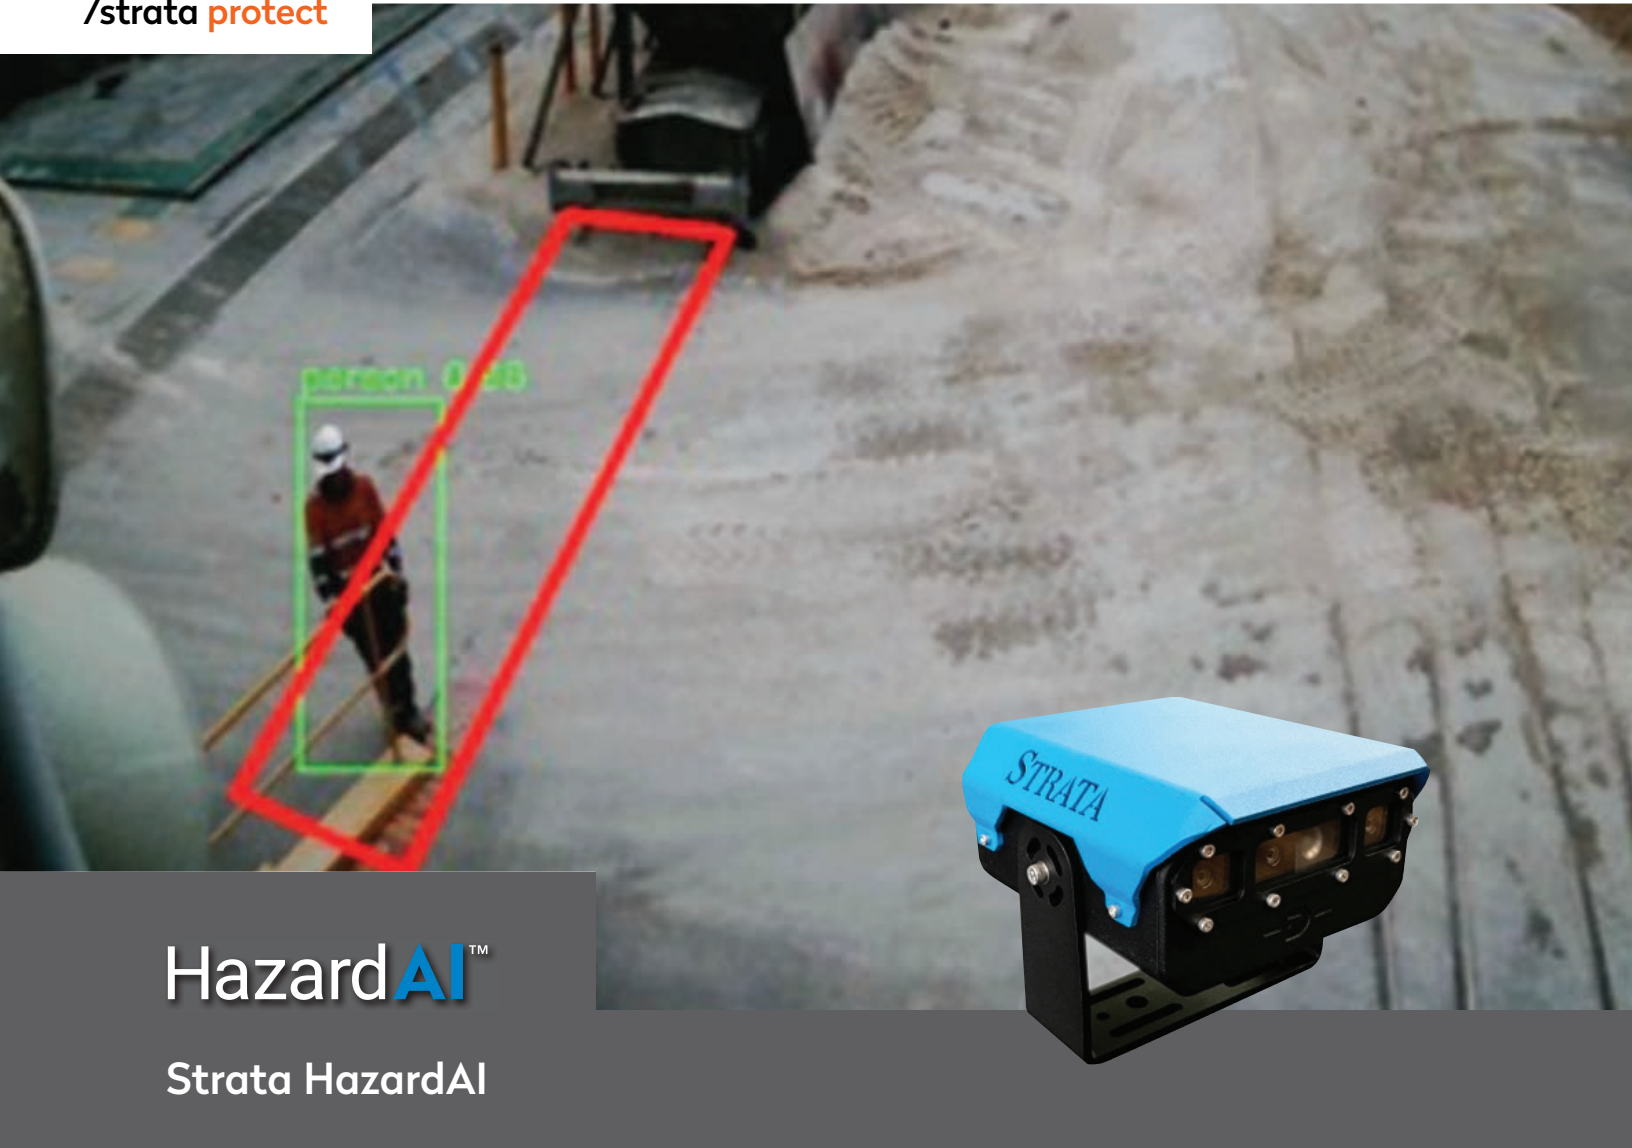 /strata protect
person
STRATA
HazardAI™
Strata HazardAI